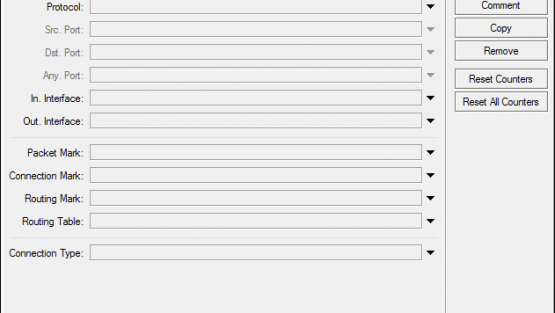 Protocol:
Src. Port:
Dst. Port:
Any. Port:
In. Interface:
Out. Interface:
Packet Mark:
Connection Mark:
Routing Mark:
Routing Table:
Connection Type:
Comment
Copy
Remove
Reset Counters
Reset All Counters